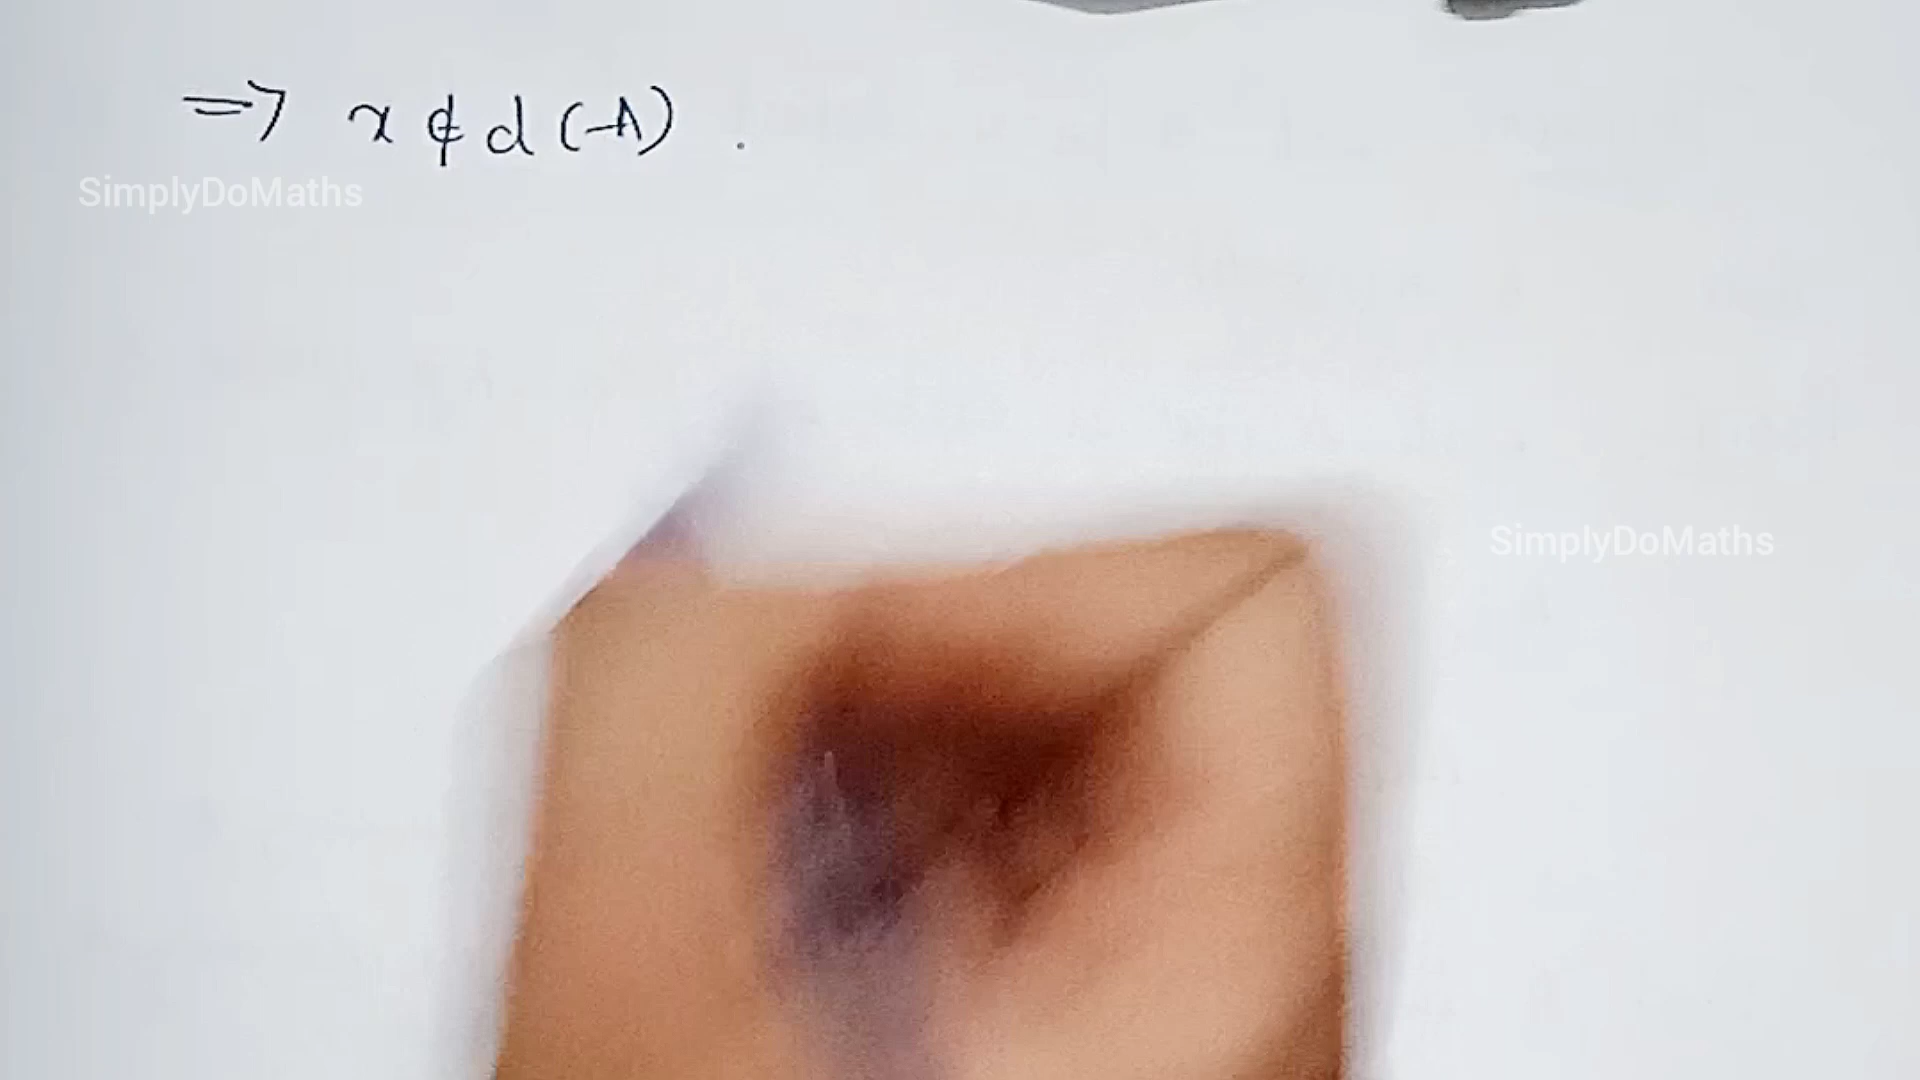 => x ∉ d (A) .
SimplyDoMaths
SimplyDoMaths